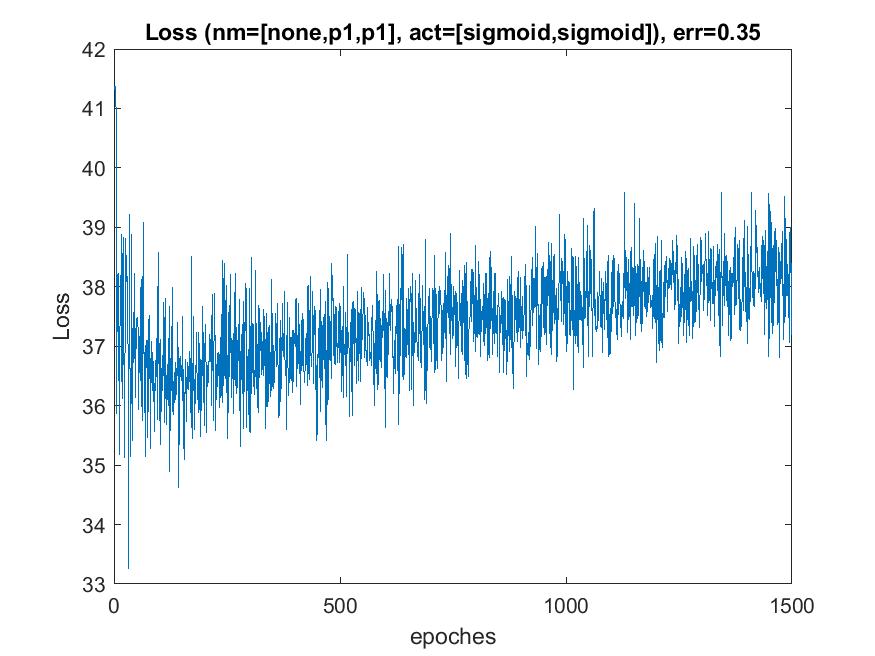 Loss (nm=[none,p1,p1], act=[sigmoid,sigmoid]), err=0.35
42
41
40
39
38
37
36
35
34
33
Loss
0 500 1000 1500
epoches